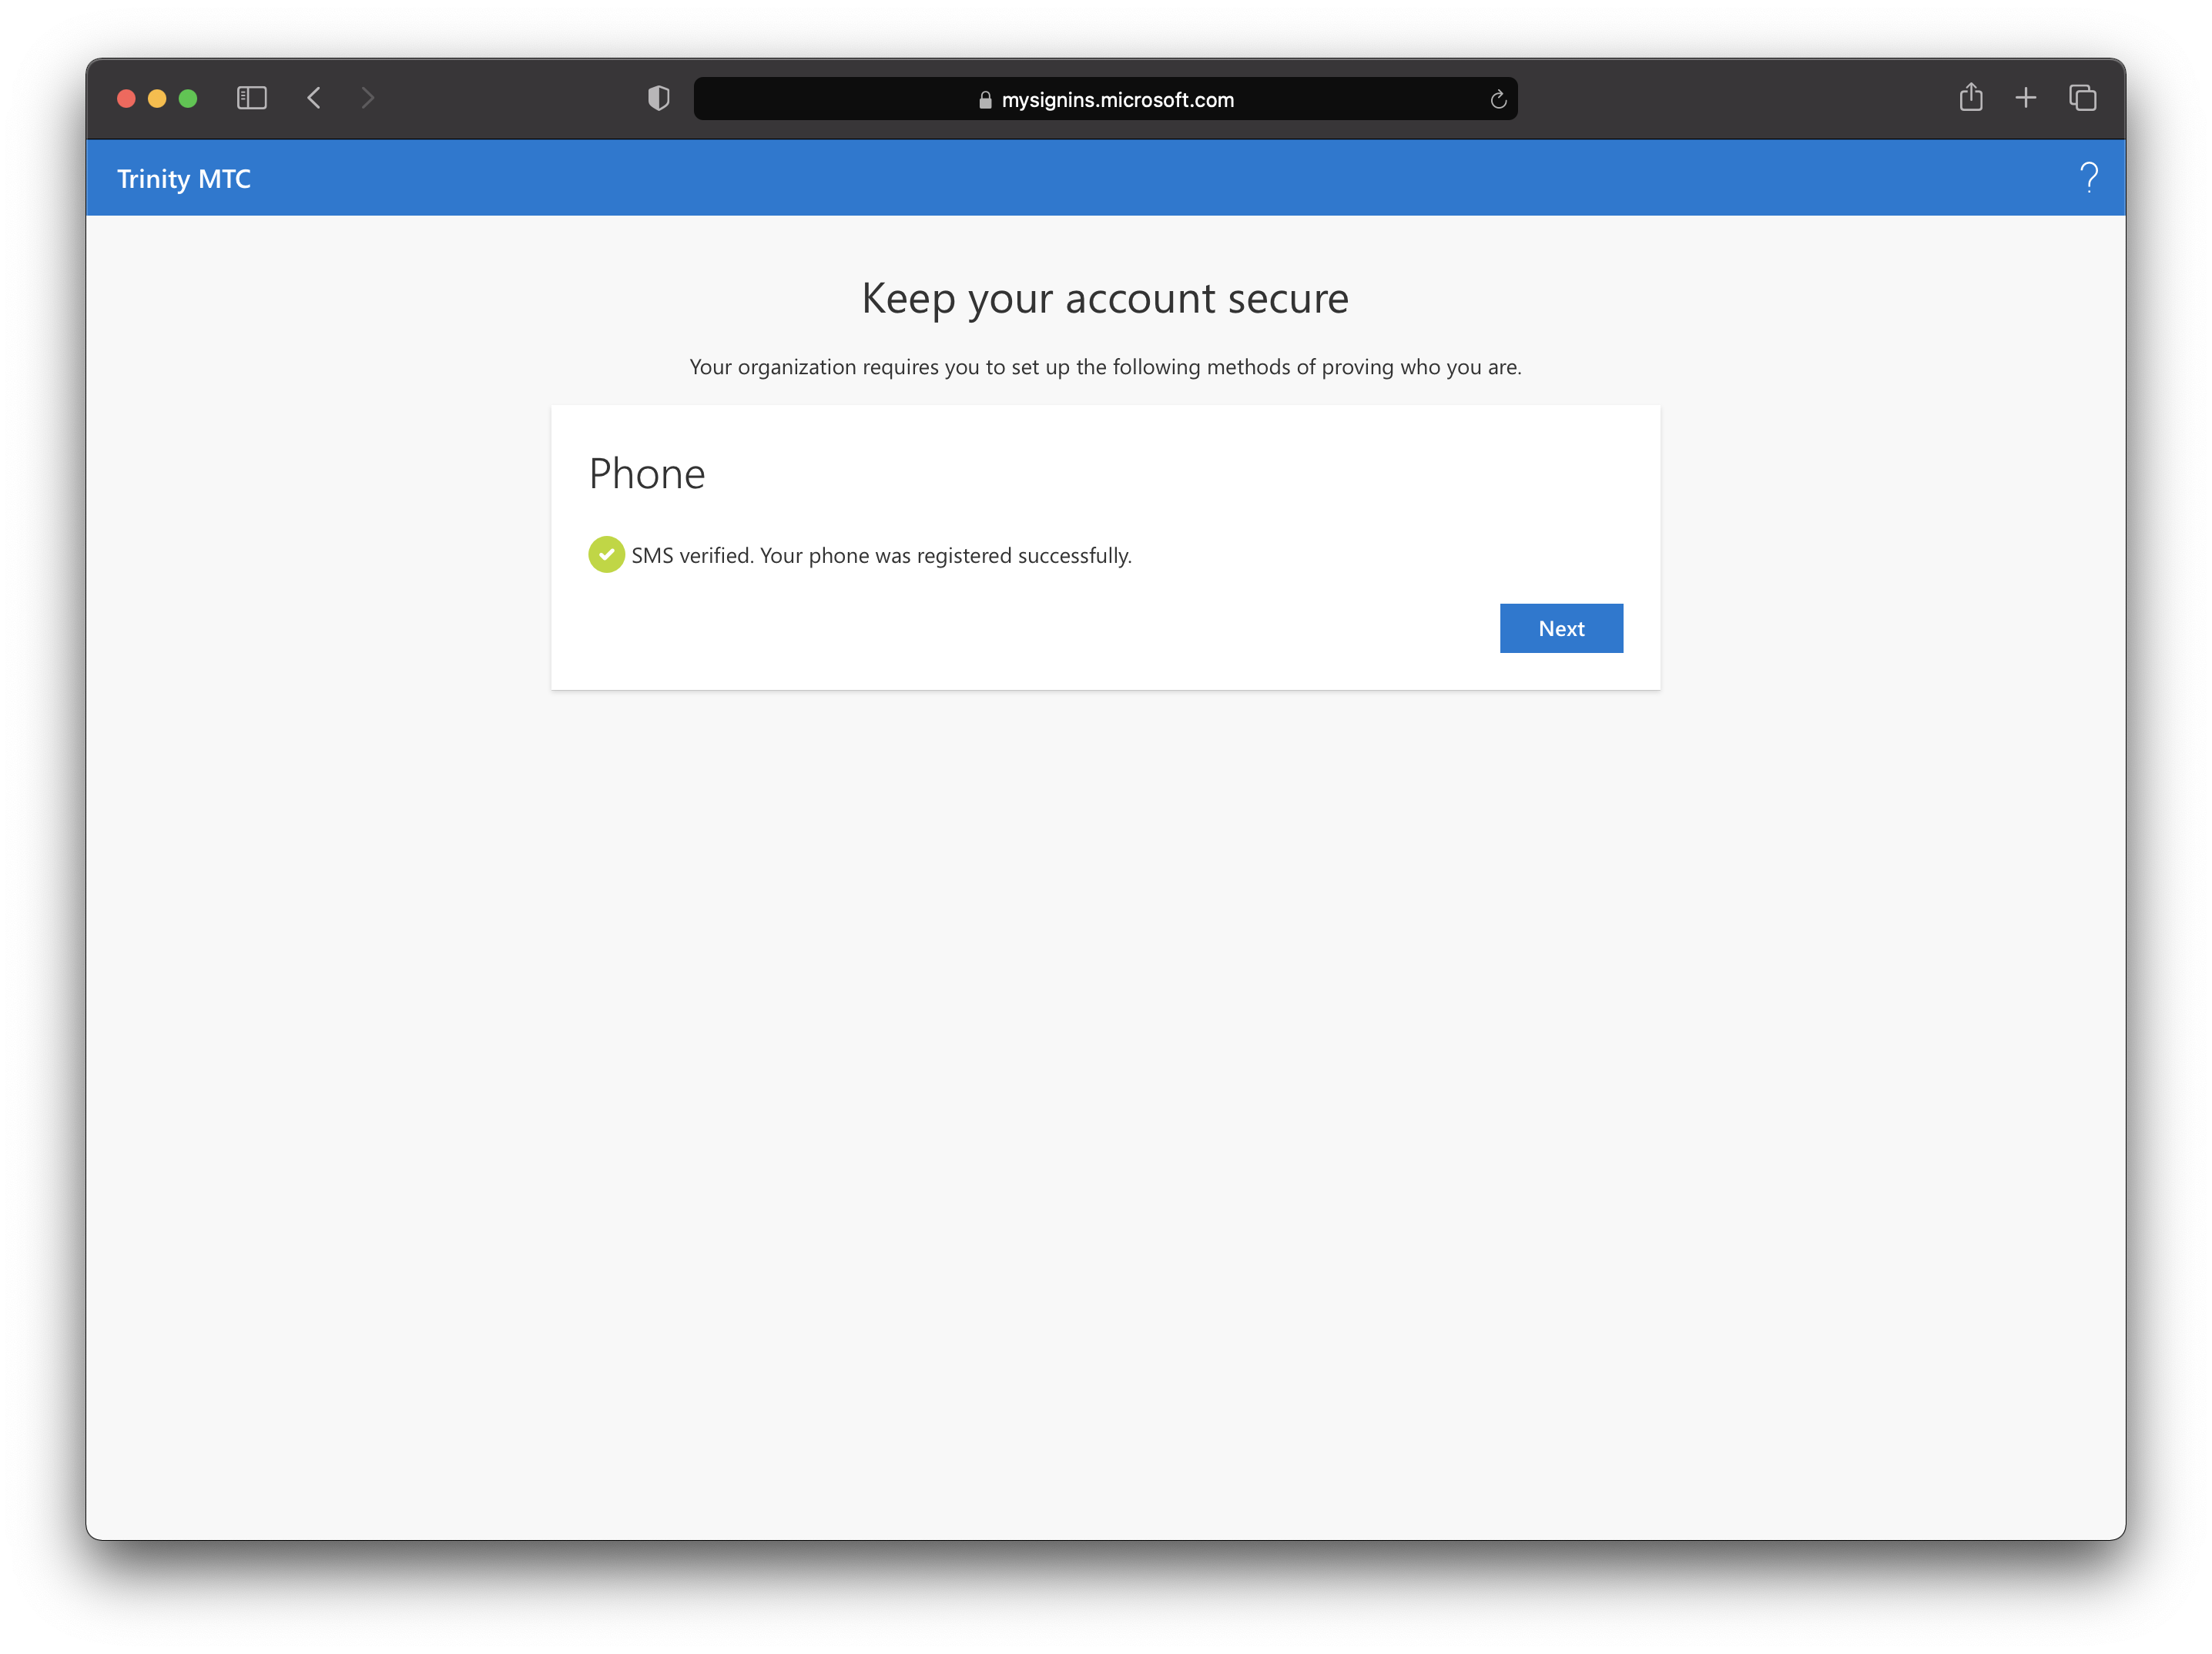 mysignins.microsoft.com
Trinity MTC
Keep your account secure
Your organization requires you to set up the following methods of proving who you are.
Phone
SMS verified. Your phone was registered successfully.
Next